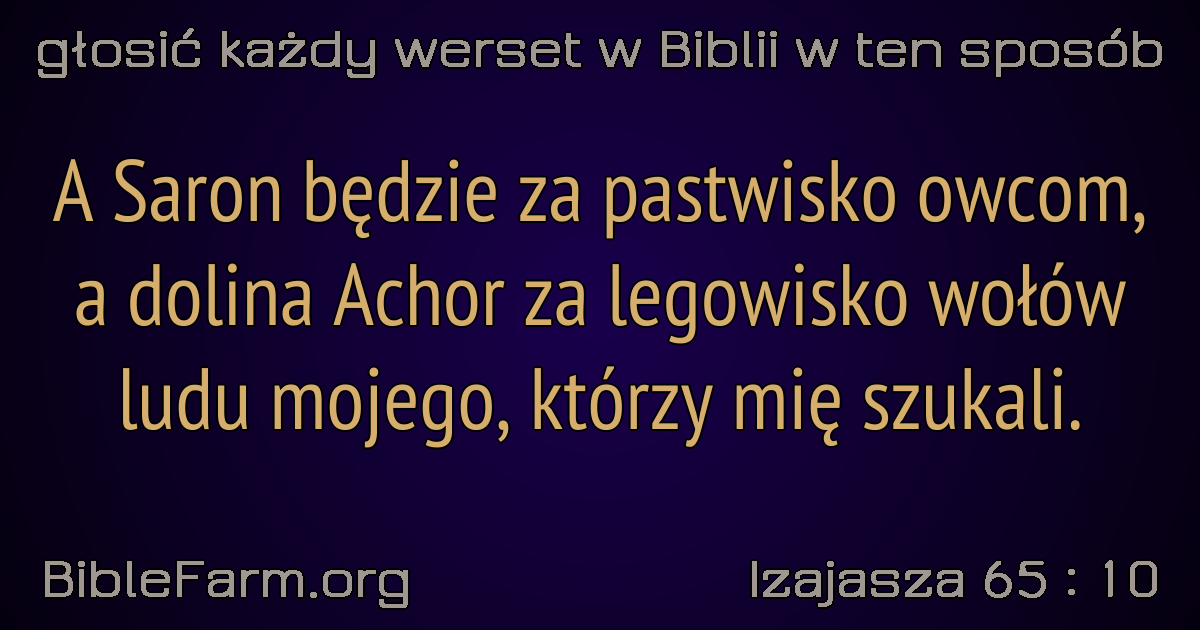 głosić każdy werset w Biblii w ten sposób
A Saron będzie za pastwisko owcom,
a dolina Achor za legowisko wołów
ludu mojego, którzy mię szukali.
BibleFarm.org
Izajasza 65 : 10